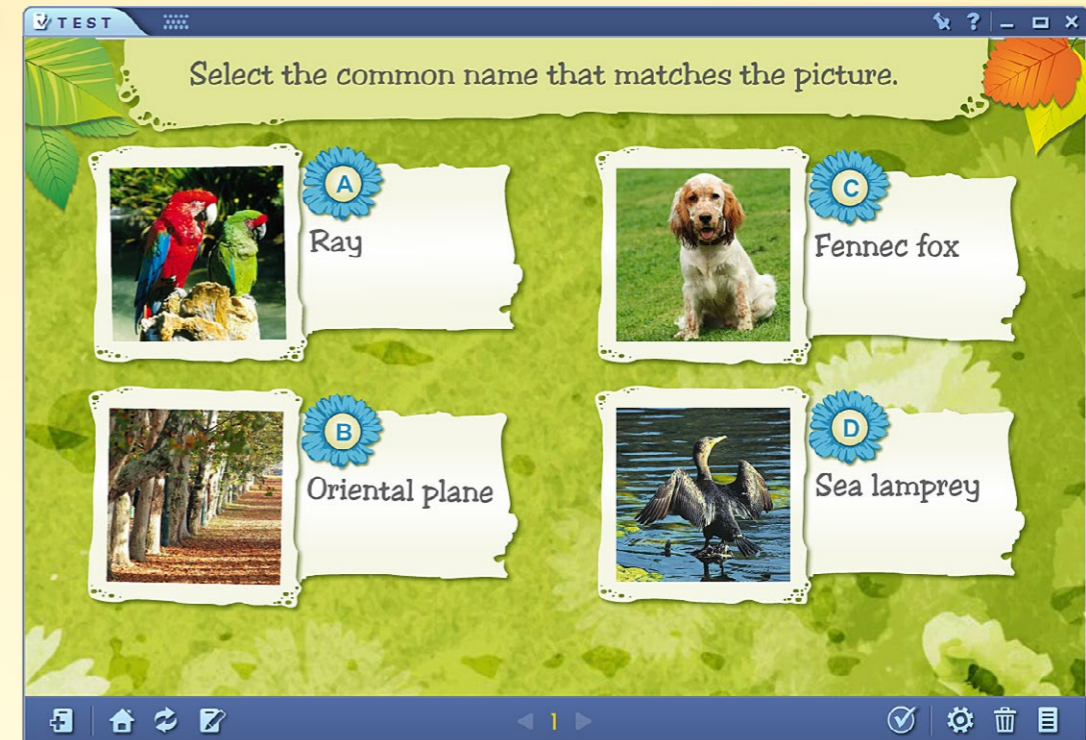 TEST
?
Select the common name that matches the picture.
A
Ray
C
Fennec fox
B
Oriental plane
D
Sea lamprey
1